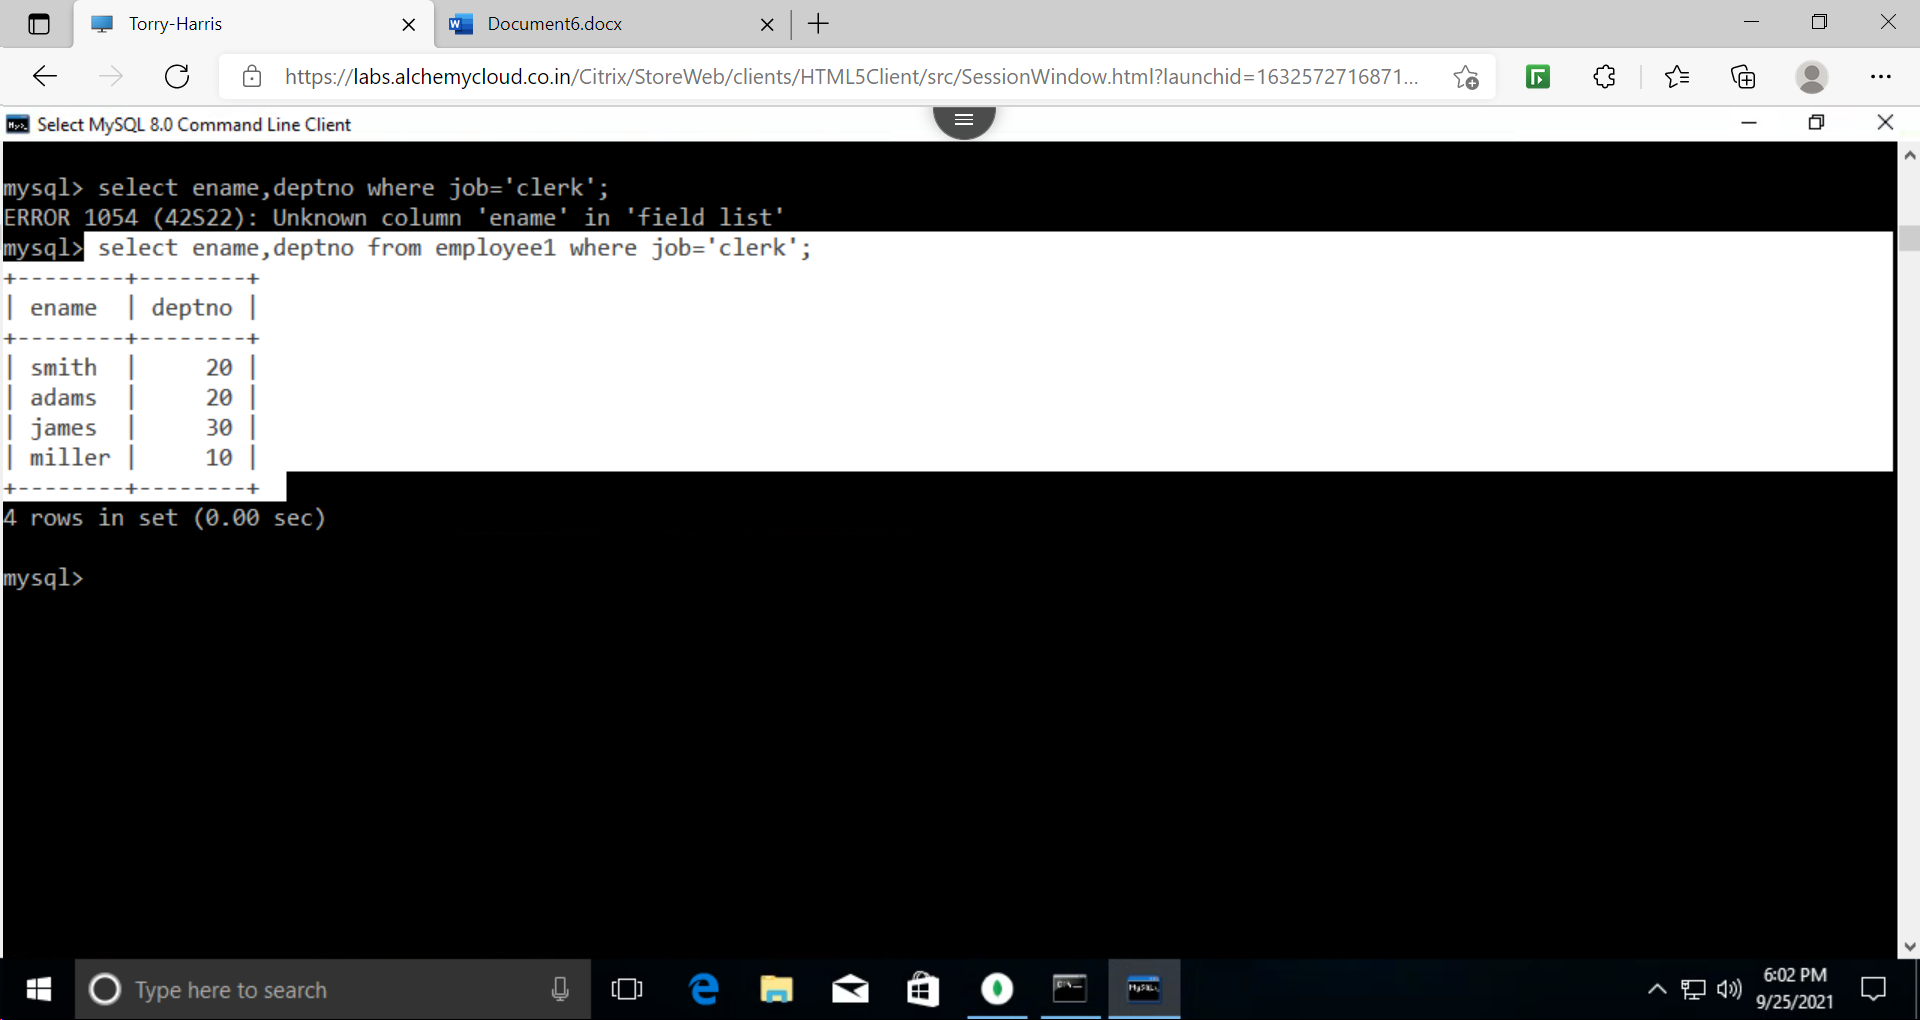 Torry-Harris
Document6.docx
https://labs.alchemycloud.co.in/Citrix/StoreWeb/clients/HTML5Client/src/SessionWindow.html?launchid=1632572716871...
Select MySQL 8.0 Command Line Client
mysql> select ename,deptno where job='clerk';
ERROR 1054 (42S22): Unknown column 'ename' in 'field list'
mysql> select ename,deptno from employee1 where job='clerk';
+--------+--------+
| ename  | deptno |
+--------+--------+
| smith  |     20 |
| adams  |     20 |
| james  |     30 |
| miller |     10 |
+--------+--------+
4 rows in set (0.00 sec)
mysql>
Type here to search
6:02 PM
9/25/2021